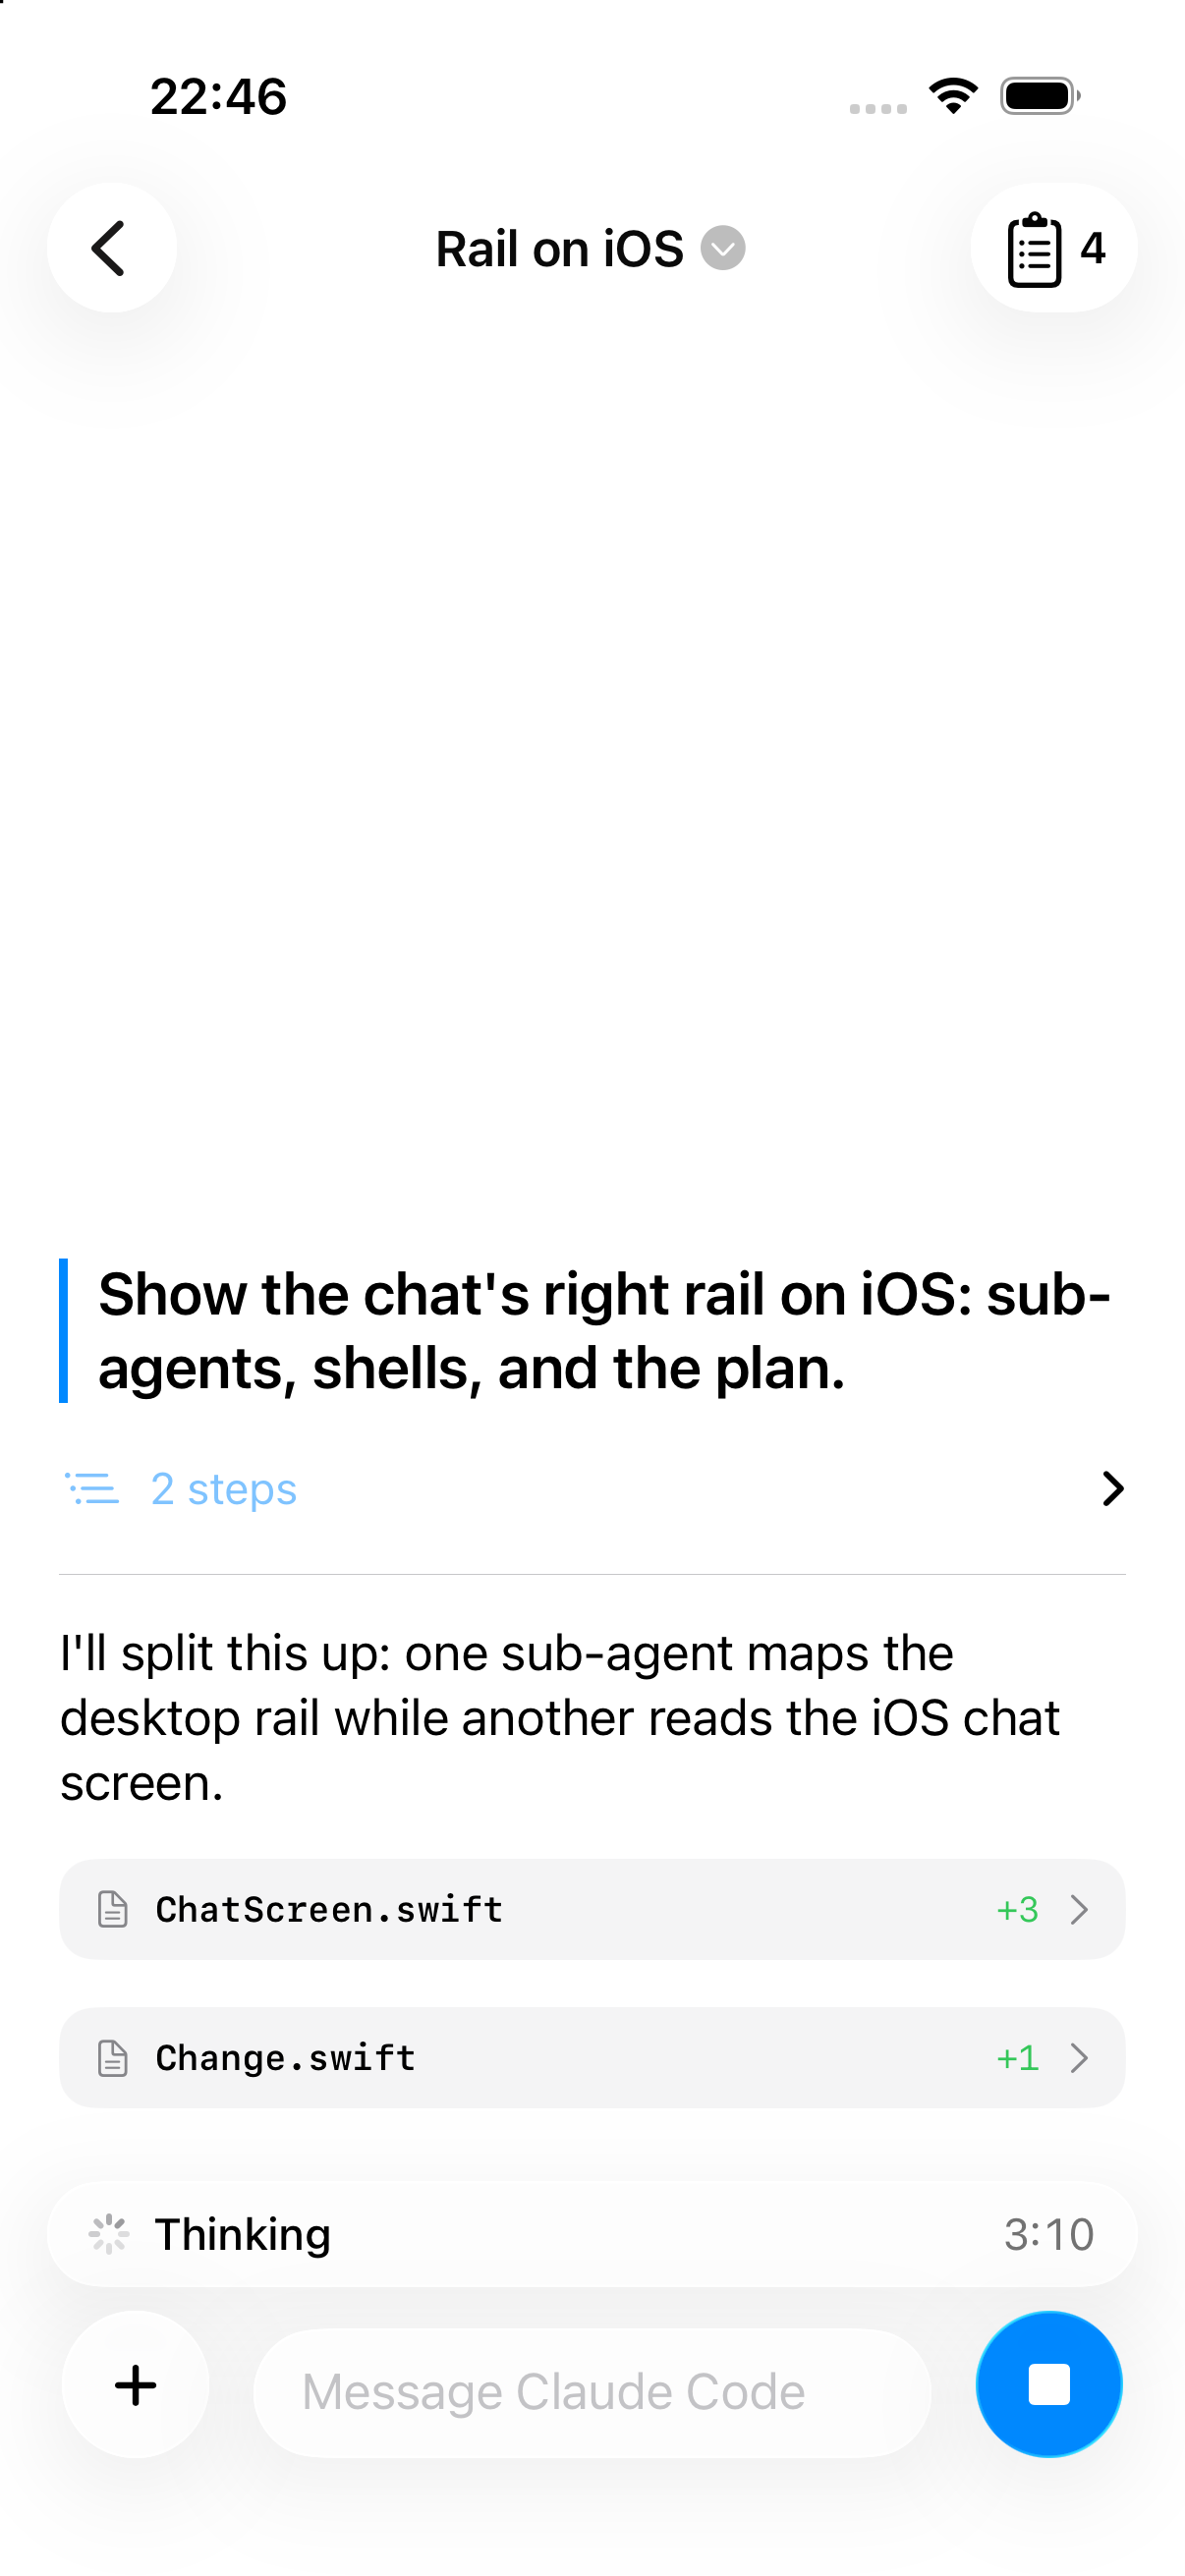 22:46
Rail on iOS
4
Show the chat's right rail on iOS: sub-
agents, shells, and the plan.
2 steps
I'll split this up: one sub-agent maps the
desktop rail while another reads the iOS chat
screen.
ChatScreen.swift +3
Change.swift +1
Thinking 3:10
Message Claude Code